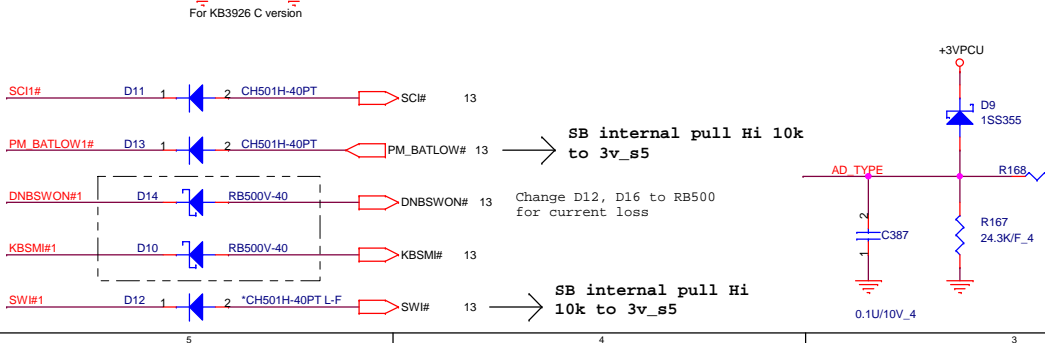 For KB3926 C version
+3VPCU
SCI1# D11 1 2 CH501H-40PT SCI# 13
D9
1SS355
PM_BATLOW1# D13 1 2 CH501H-40PT PM_BATLOW# 13
SB internal pull Hi 10k
to 3v_s5
AD_TYPE R168
DNBSWON#1 D14 RB500V-40 DNBSWON# 13
Change D12, D16 to RB500
for current loss
2
C387
1
R167
24.3K/F_4
KBSMI#1 D10 RB500V-40 KBSMI# 13
SWI#1 D12 1 2 *CH501H-40PT L-F SWI# 13
SB internal pull Hi
10k to 3v_s5
0.1U/10V_4
5 4 3